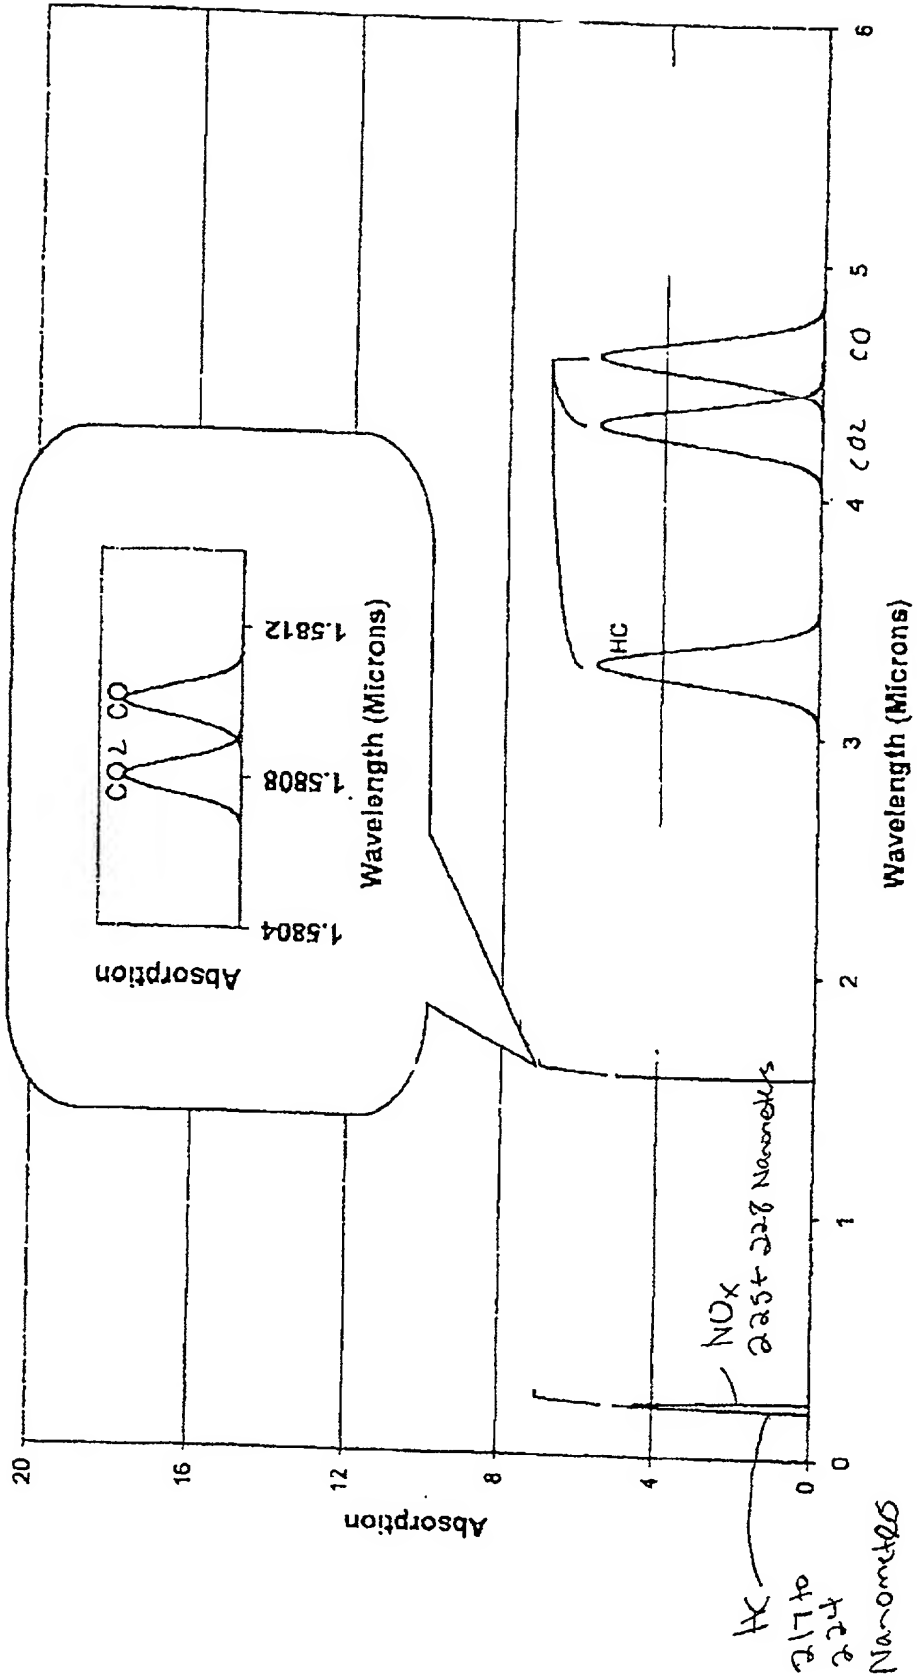 Absorption
20
16
12
8
4
0
0
1
2
3
4
5
6
Wavelength (Microns)
Absorption
CO2
CO
1.5804
1.5808
1.5812
Wavelength (Microns)
HC
CO2
CO
NOx
225+ 228 Nanometers
HC
217 to
224
Nanometers